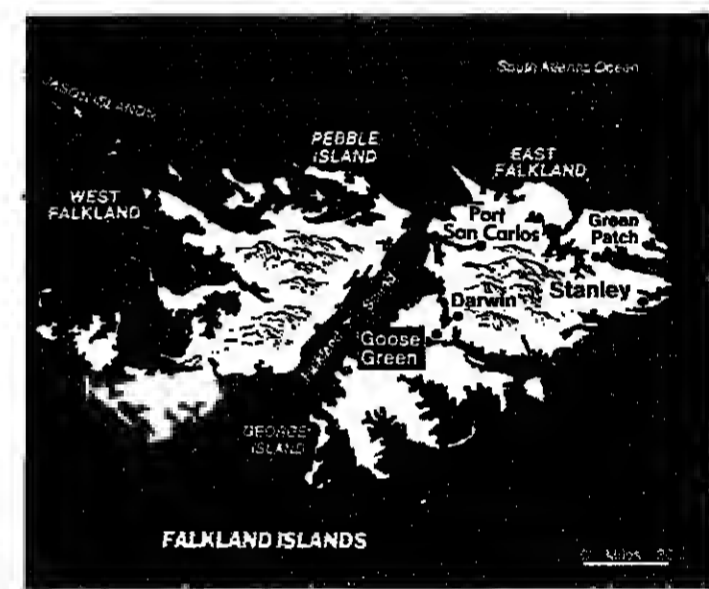 South Atlantic Ocean
JASON ISLANDS
PEBBLE
ISLAND
EAST
FALKLAND
WEST
FALKLAND
Port
San Carlos
Green
Patch
Darwin
Stanley
Goose
Green
GEORGE
ISLAND
FALKLAND ISLANDS
0 Miles